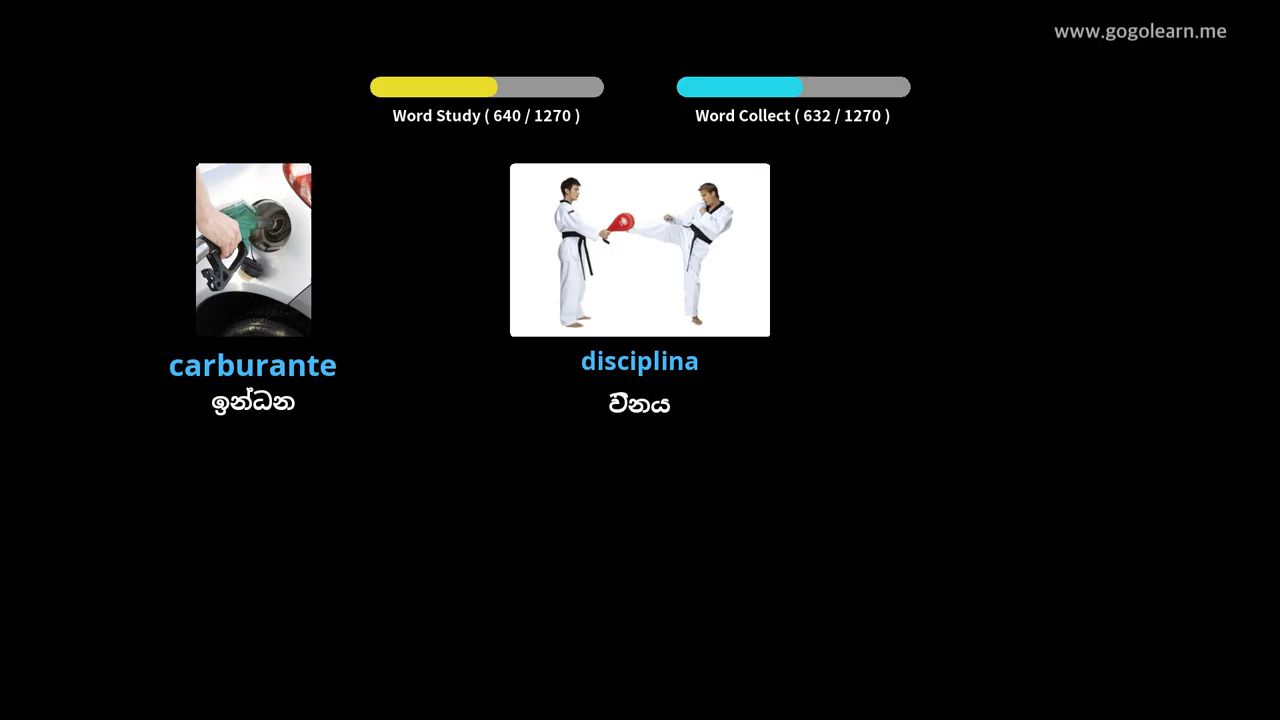 www.gogolearn.me
Word Study ( 640 / 1270 )
Word Collect ( 632 / 1270 )
carburante
ඉන්ධන
disciplina
විනය